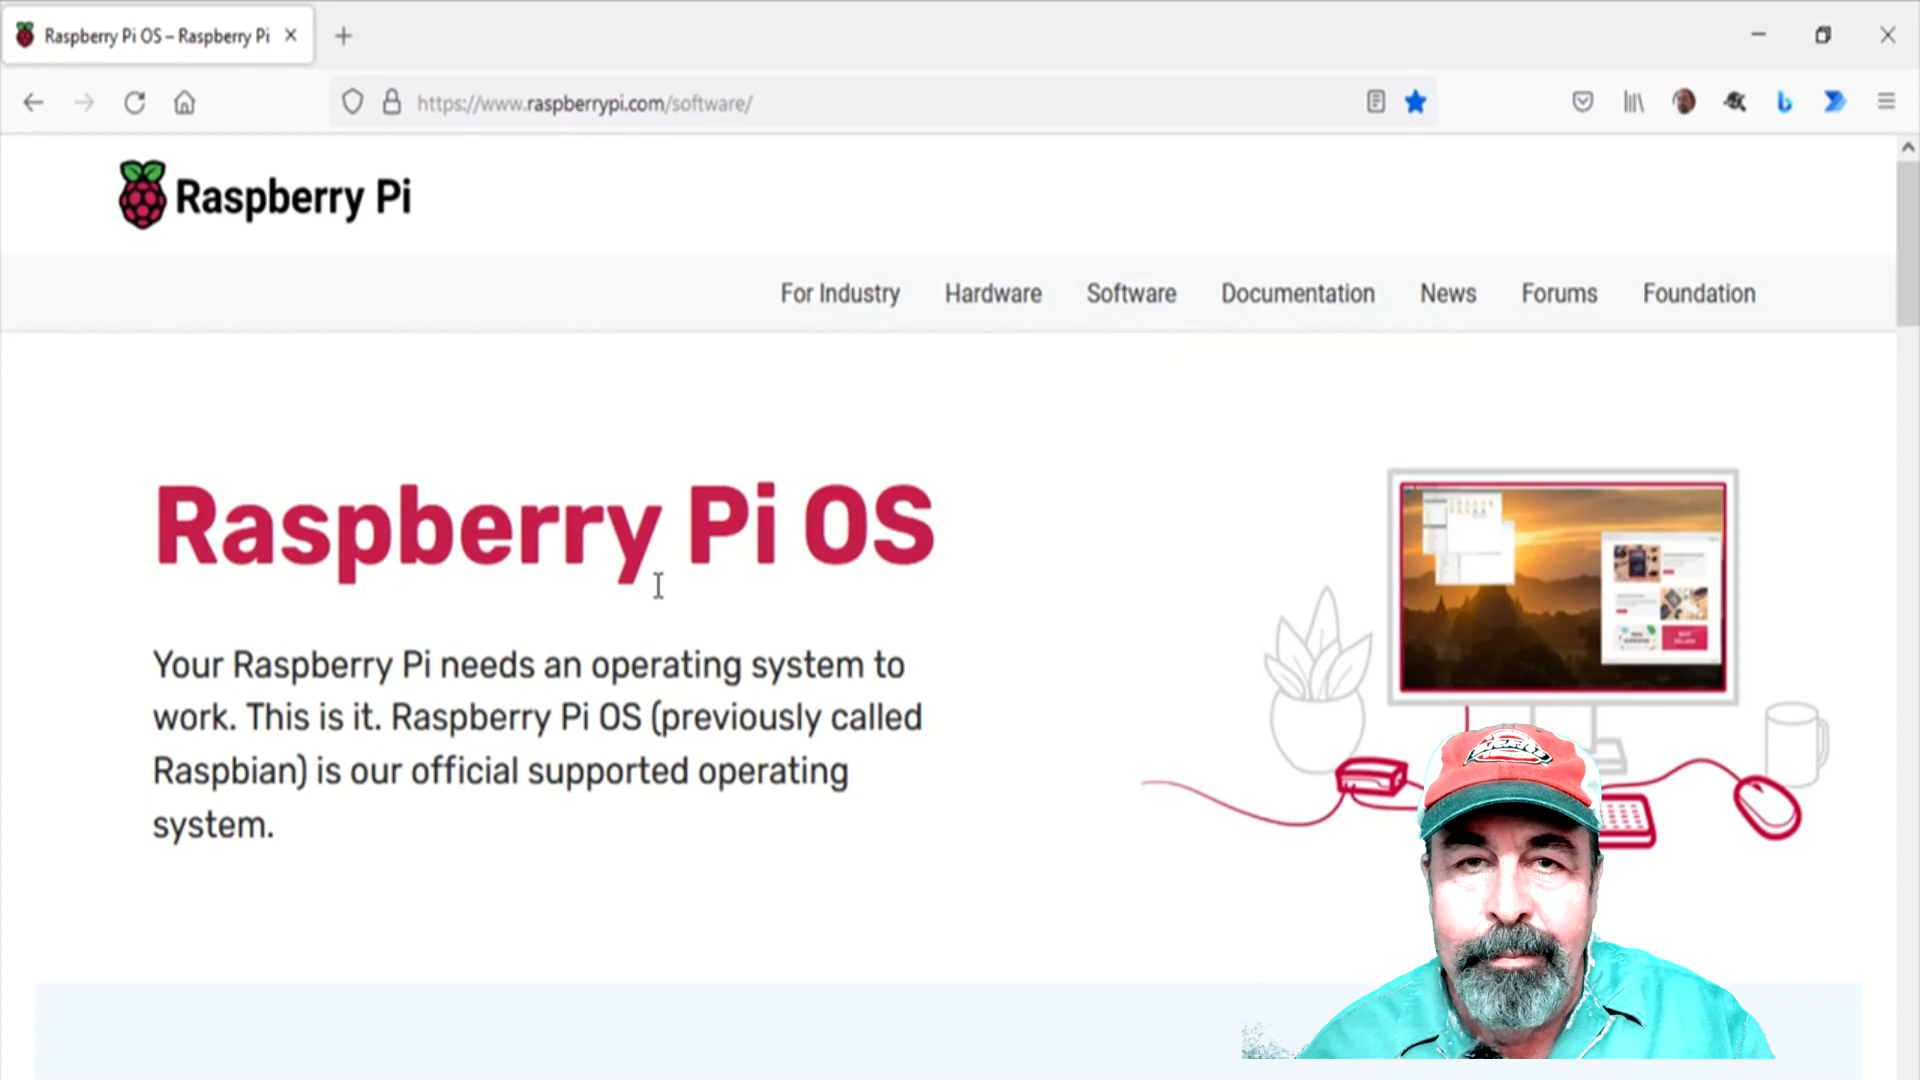 Raspberry Pi OS – Raspberry Pi
https://www.raspberrypi.com/software/
Raspberry Pi
For Industry Hardware Software Documentation News Forums Foundation
Raspberry Pi OS
Your Raspberry Pi needs an operating system to
work. This is it. Raspberry Pi OS (previously called
Raspbian) is our official supported operating
system.